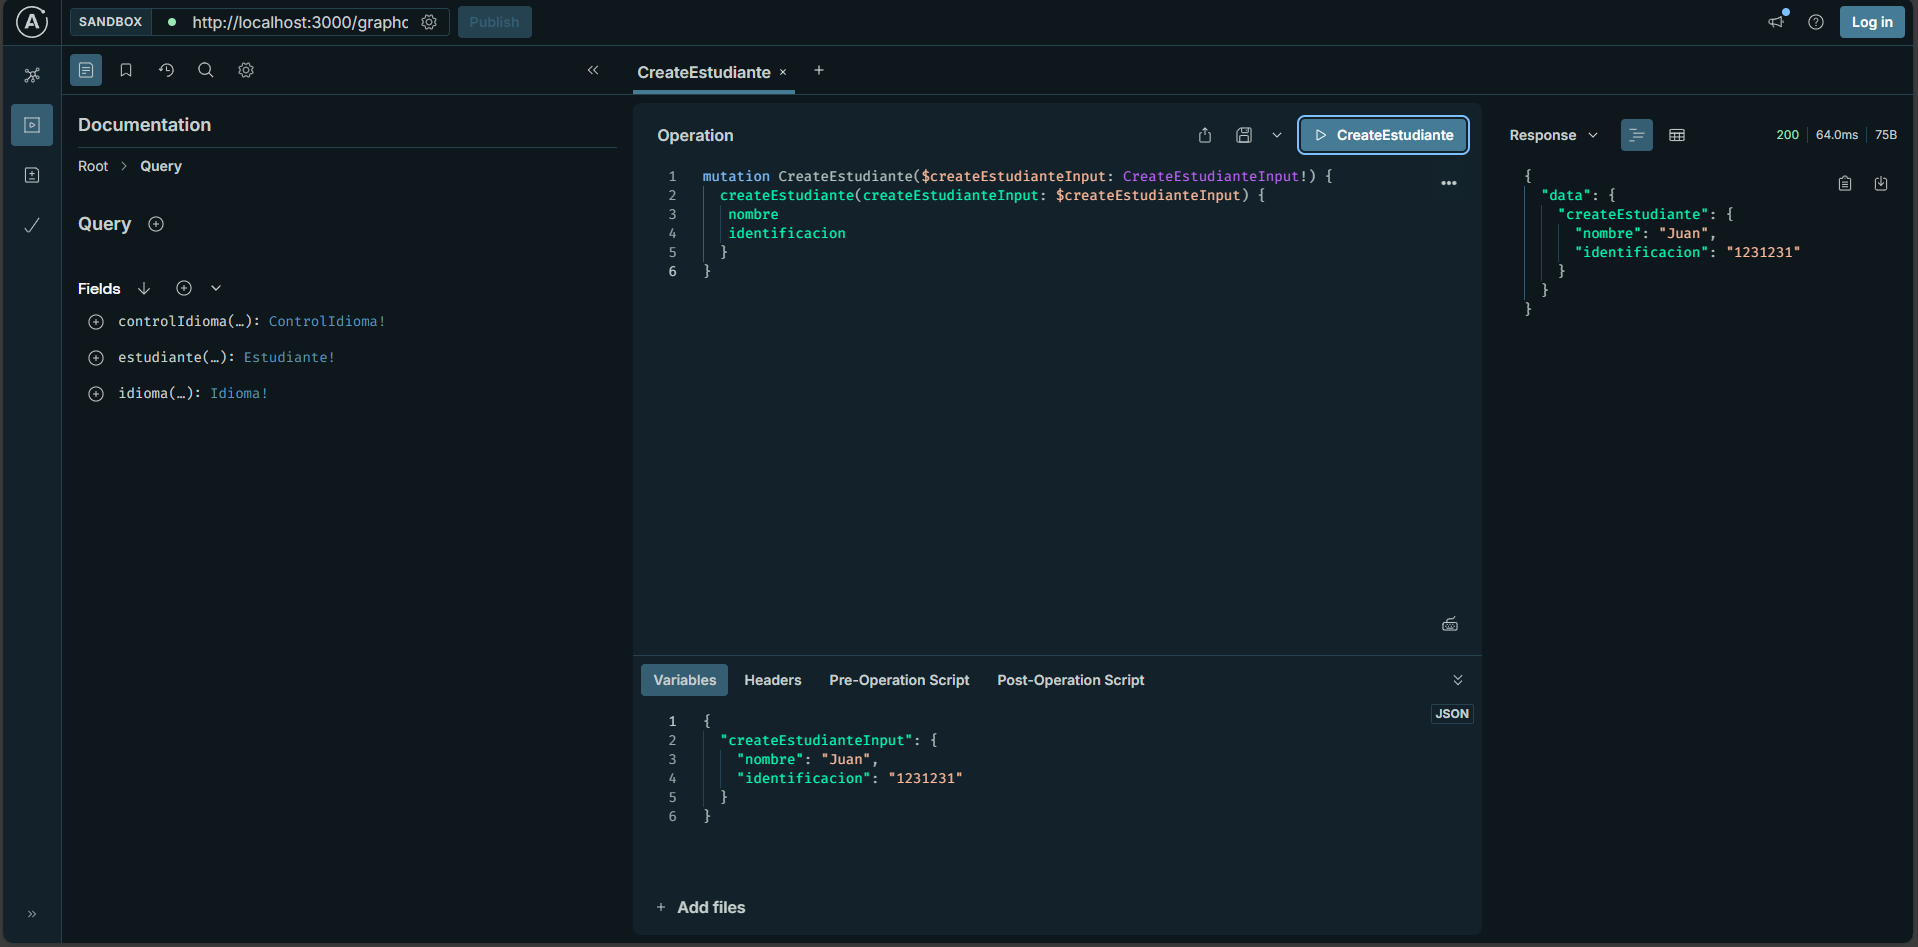 SANDBOX
http://localhost:3000/graphc
Publish
Log in
Documentation
Root > Query
Query
Fields
controlIdioma(…): ControlIdioma!
estudiante(…): Estudiante!
idioma(…): Idioma!
CreateEstudiante ×
Operation
CreateEstudiante
1 mutation CreateEstudiante($createEstudianteInput: CreateEstudianteInput!) {
2 createEstudiante(createEstudianteInput: $createEstudianteInput) {
3 nombre
4 identificacion
5 }
6 }
Variables Headers Pre-Operation Script Post-Operation Script
JSON
1 {
2 "createEstudianteInput": {
3 "nombre": "Juan",
4 "identificacion": "1231231"
5 }
6 }
+ Add files
Response
200 64.0ms 75B
{
"data": {
"createEstudiante": {
"nombre": "Juan",
"identificacion": "1231231"
}
}
}